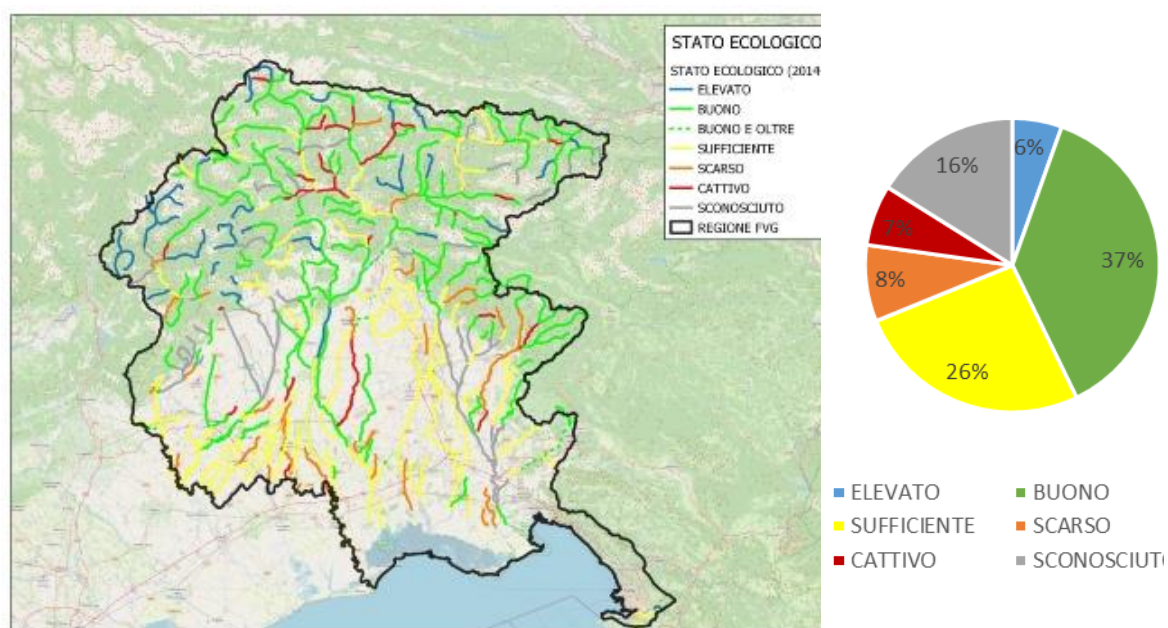 STATO ECOLOGICO
STATO ECOLOGICO (2014
ELEVATO
BUONO
BUONO E OLTRE
SUFFICIENTE
SCARSO
CATTIVO
SCONOSCIUTO
REGIONE FVG
6%
16%
7%
37%
8%
26%
ELEVATO BUONO
SUFFICIENTE SCARSO
CATTIVO SCONOSCIUTO